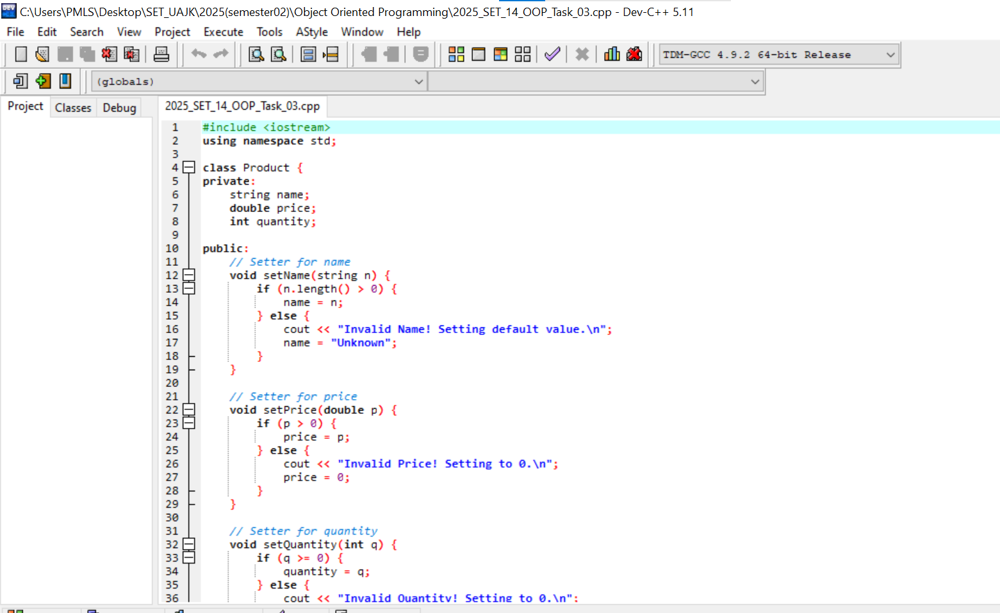 C:\Users\PMLS\Desktop\SET_UAJK\2025(semester02)\Object Oriented Programming\2025_SET_14_OOP_Task_03.cpp - Dev-C++ 5.11
File Edit Search View Project Execute Tools AStyle Window Help
TDM-GCC 4.9.2 64-bit Release
(globals)
Project Classes Debug 2025_SET_14_OOP_Task_03.cpp
1 #include <iostream>
2 using namespace std;
3
4 class Product {
5 private:
6     string name;
7     double price;
8     int quantity;
9
10 public:
11     // Setter for name
12     void setName(string n) {
13         if (n.length() > 0) {
14             name = n;
15         } else {
16             cout << "Invalid Name! Setting default value.\n";
17             name = "Unknown";
18         }
19     }
20
21     // Setter for price
22     void setPrice(double p) {
23         if (p > 0) {
24             price = p;
25         } else {
26             cout << "Invalid Price! Setting to 0.\n";
27             price = 0;
28         }
29     }
30
31     // Setter for quantity
32     void setQuantity(int q) {
33         if (q >= 0) {
34             quantity = q;
35         } else {
36             cout << "Invalid Quantity! Setting to 0.\n";